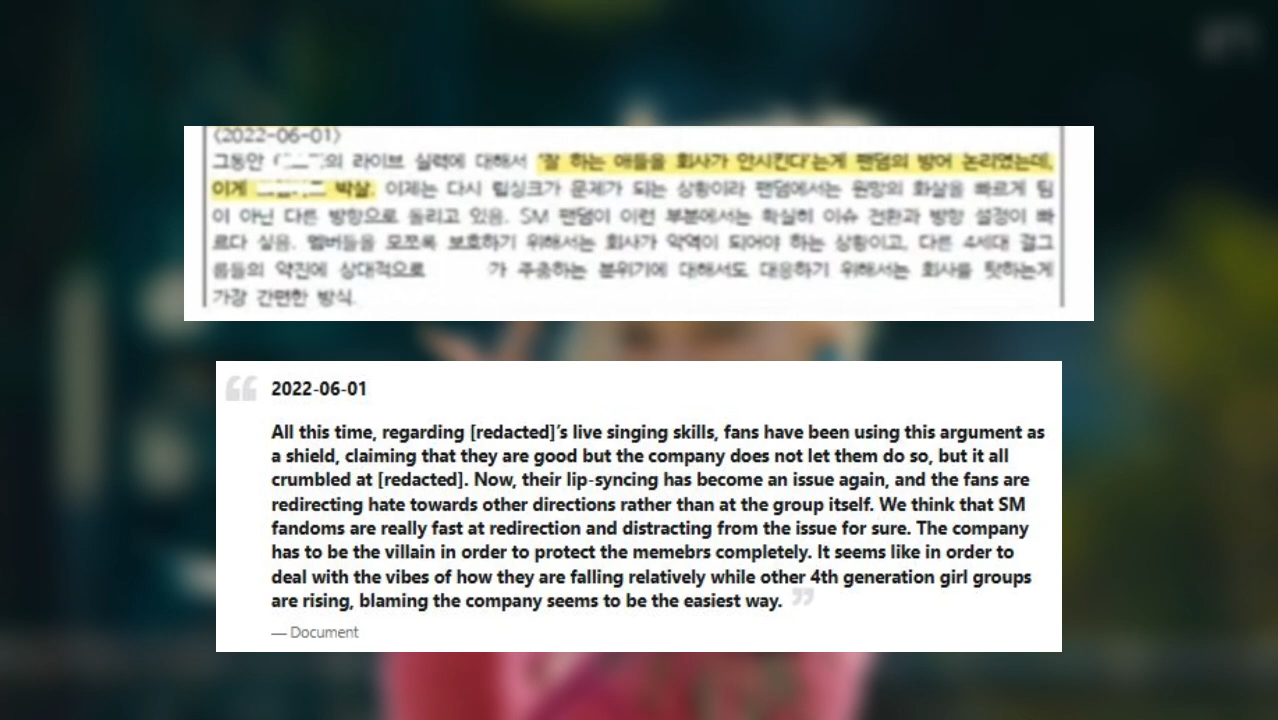 (2022-06-01)
그동안 의 라이브 실력에 대해서 '잘 하는 애들을 회사가 안시킨다'는게 팬덤의 방어 논리였는데,
이게 박살. 이제는 다시 립싱크가 문제가 되는 상황이라 팬덤에서는 원망의 화살을 빠르게 팀
이 아닌 다른 방향으로 돌리고 있음. SM 팬덤이 이런 부분에서는 확실히 이슈 전환과 방향 설정이 빠
르다 싶음. 멤버들을 모쪼록 보호하기 위해서는 회사가 악역이 되어야 하는 상황이고, 다른 4세대 걸그
룹들의 약진에 상대적으로 가 주춤하는 분위기에 대해서도 대응하기 위해서는 회사를 탓하는게
가장 간편한 방식.
2022-06-01
All this time, regarding [redacted]'s live singing skills, fans have been using this argument as
a shield, claiming that they are good but the company does not let them do so, but it all
crumbled at [redacted]. Now, their lip-syncing has become an issue again, and the fans are
redirecting hate towards other directions rather than at the group itself. We think that SM
fandoms are really fast at redirection and distracting from the issue for sure. The company
has to be the villain in order to protect the memebrs completely. It seems like in order to
deal with the vibes of how they are falling relatively while other 4th generation girl groups
are rising, blaming the company seems to be the easiest way.
— Document